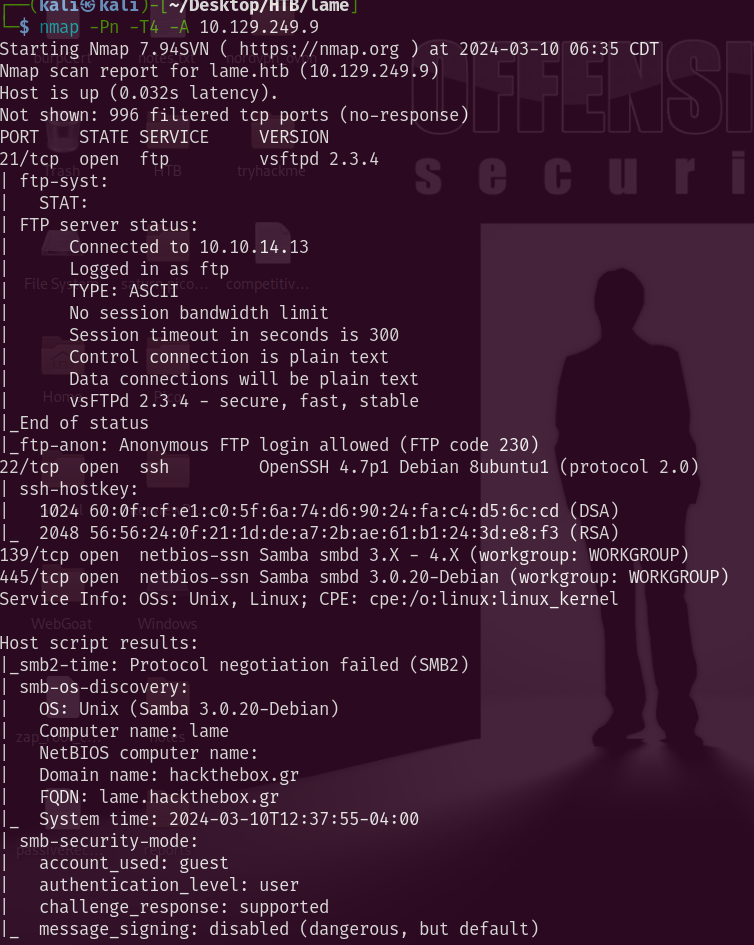 ┌──(kali㉿kali)-[~/Desktop/HTB/lame]
└─$ nmap -Pn -T4 -A 10.129.249.9
Starting Nmap 7.94SVN ( https://nmap.org ) at 2024-03-10 06:35 CDT
Nmap scan report for lame.htb (10.129.249.9)
Host is up (0.032s latency).
Not shown: 996 filtered tcp ports (no-response)
PORT    STATE SERVICE     VERSION
21/tcp  open  ftp         vsftpd 2.3.4
| ftp-syst:
|   STAT:
| FTP server status:
|      Connected to 10.10.14.13
|      Logged in as ftp
|      TYPE: ASCII
|      No session bandwidth limit
|      Session timeout in seconds is 300
|      Control connection is plain text
|      Data connections will be plain text
|      vsFTPd 2.3.4 - secure, fast, stable
|_End of status
|_ftp-anon: Anonymous FTP login allowed (FTP code 230)
22/tcp  open  ssh         OpenSSH 4.7p1 Debian 8ubuntu1 (protocol 2.0)
| ssh-hostkey:
|   1024 60:0f:cf:e1:c0:5f:6a:74:d6:90:24:fa:c4:d5:6c:cd (DSA)
|_  2048 56:56:24:0f:21:1d:de:a7:2b:ae:61:b1:24:3d:e8:f3 (RSA)
139/tcp open  netbios-ssn Samba smbd 3.X - 4.X (workgroup: WORKGROUP)
445/tcp open  netbios-ssn Samba smbd 3.0.20-Debian (workgroup: WORKGROUP)
Service Info: OSs: Unix, Linux; CPE: cpe:/o:linux:linux_kernel

Host script results:
|_smb2-time: Protocol negotiation failed (SMB2)
| smb-os-discovery:
|   OS: Unix (Samba 3.0.20-Debian)
|   Computer name: lame
|   NetBIOS computer name:
|   Domain name: hackthebox.gr
|   FQDN: lame.hackthebox.gr
|_  System time: 2024-03-10T12:37:55-04:00
| smb-security-mode:
|   account_used: guest
|   authentication_level: user
|   challenge_response: supported
|_  message_signing: disabled (dangerous, but default)
OFFENSI
securi
Trash
HTB
tryhackme
File Sys
competitiv...
WebGoat
Windows